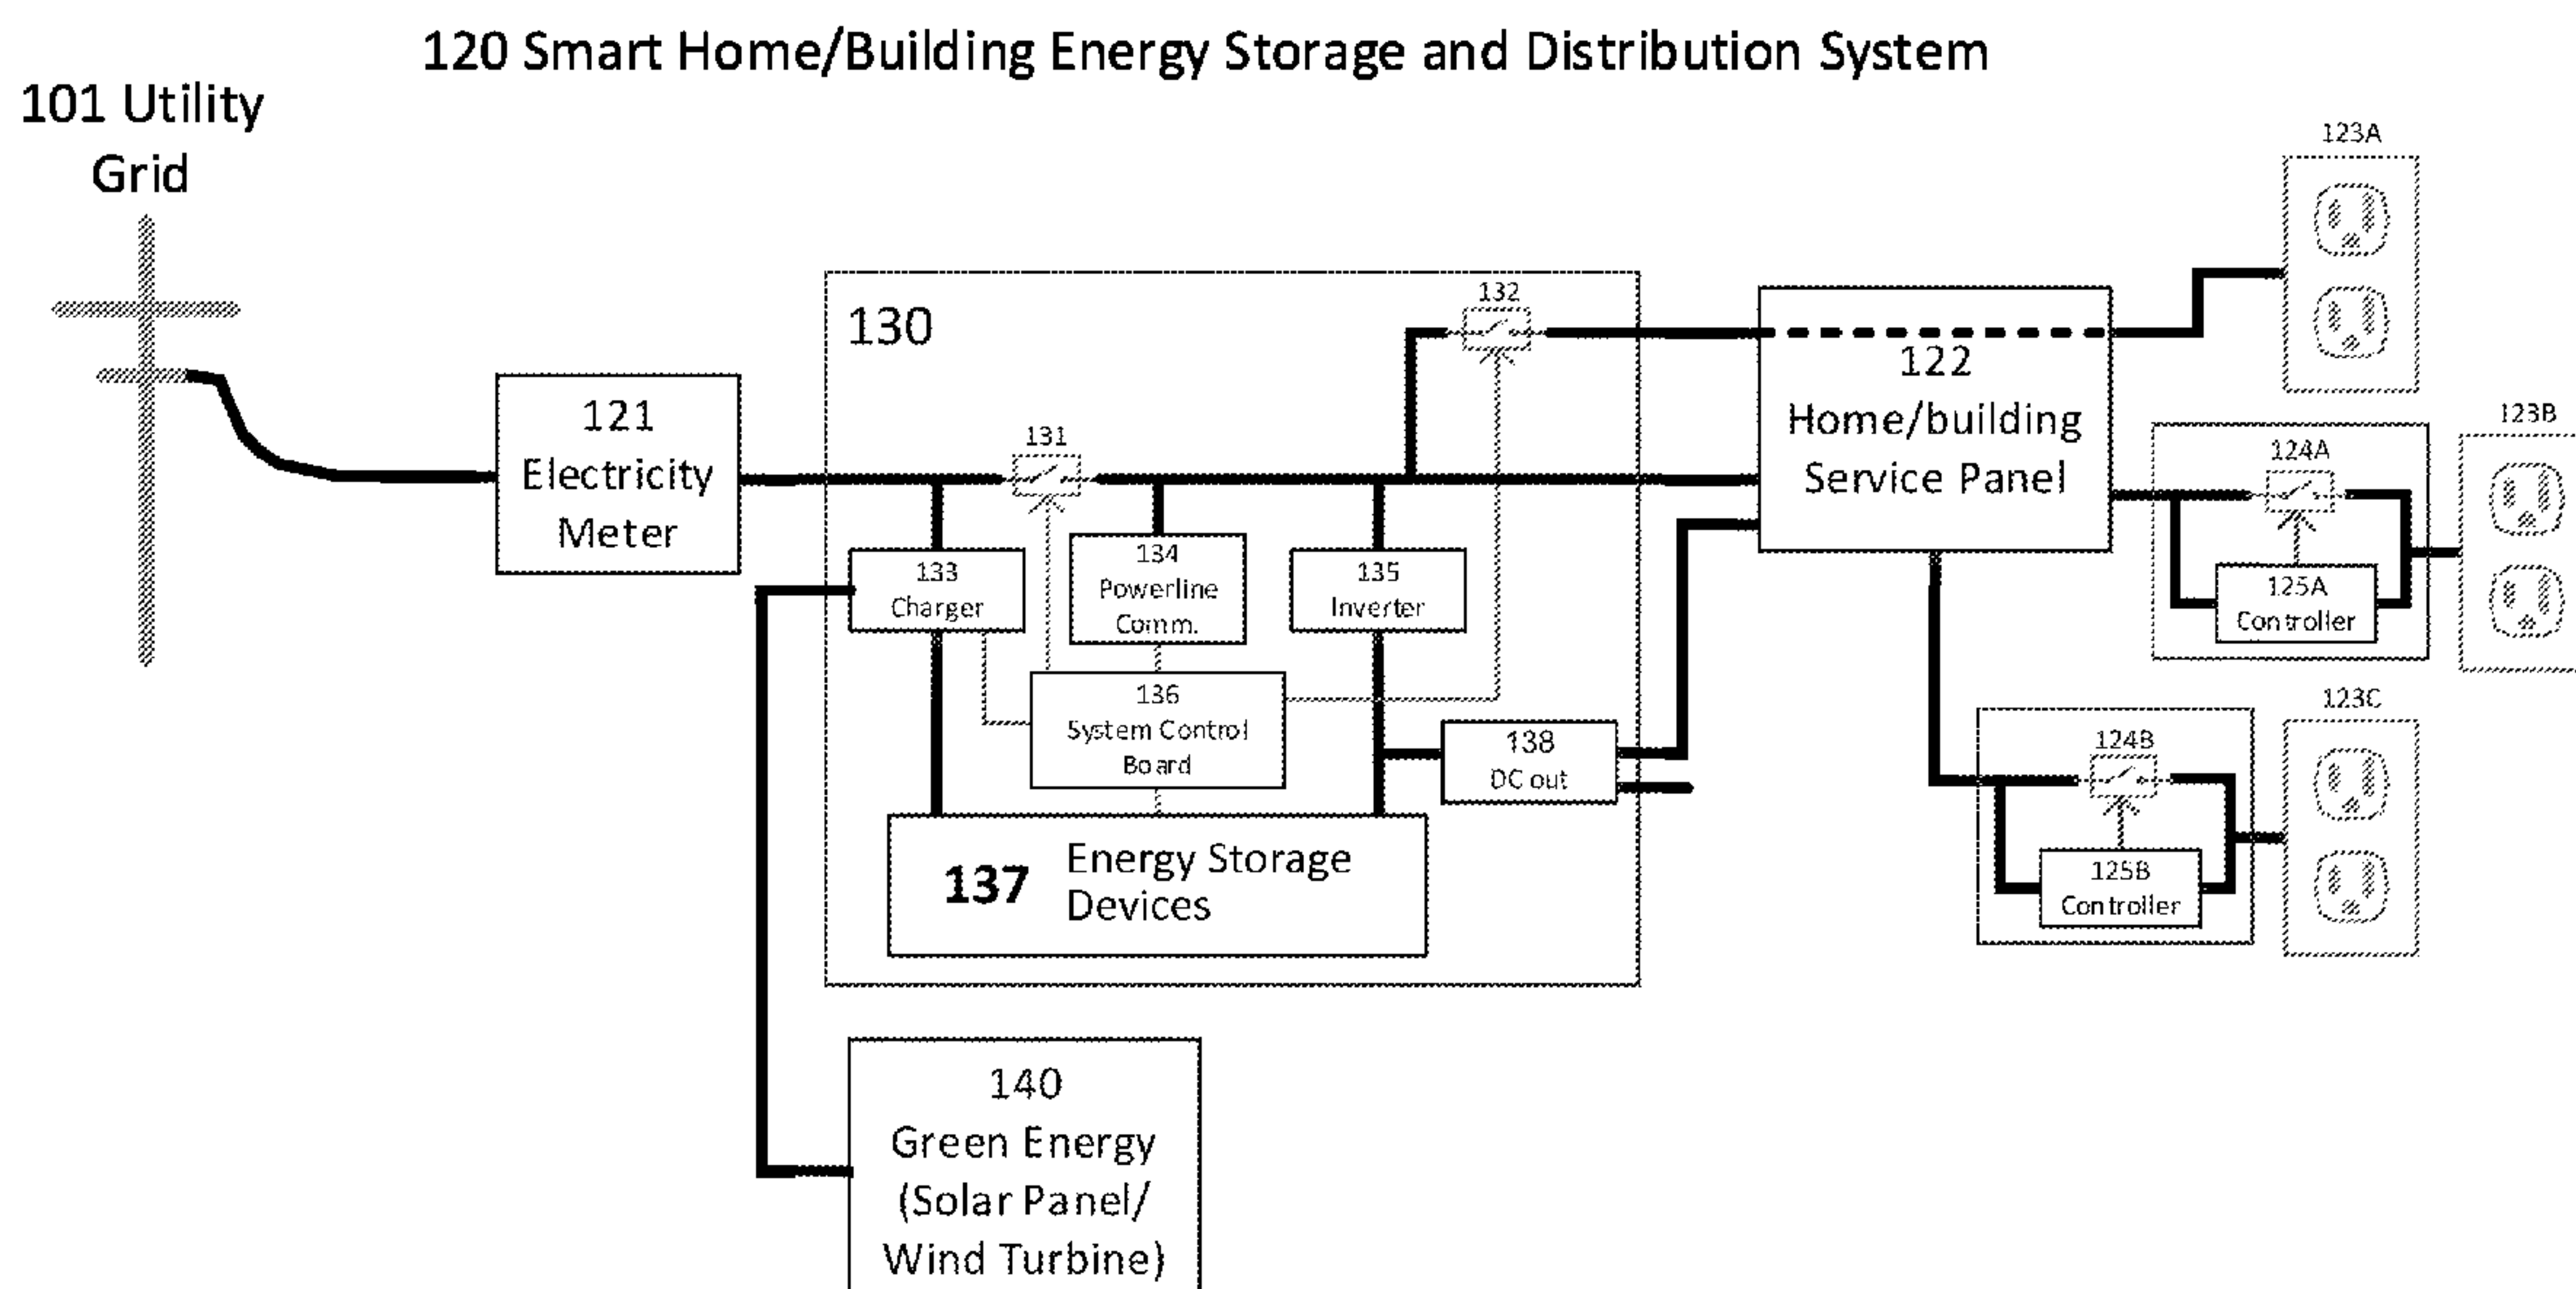 120 Smart Home/Building Energy Storage and Distribution System
101 Utility
Grid
123A
132
130
122
Home/building
Service Panel
123B
121
Electricity
Meter
131
124A
133
Charger
134
Powerline
Comm.
135
Inverter
125A
Controller
136
System Control
Board
123C
138
DC out
124B
137
Energy Storage
Devices
125B
Controller
140
Green Energy
(Solar Panel/
Wind Turbine)